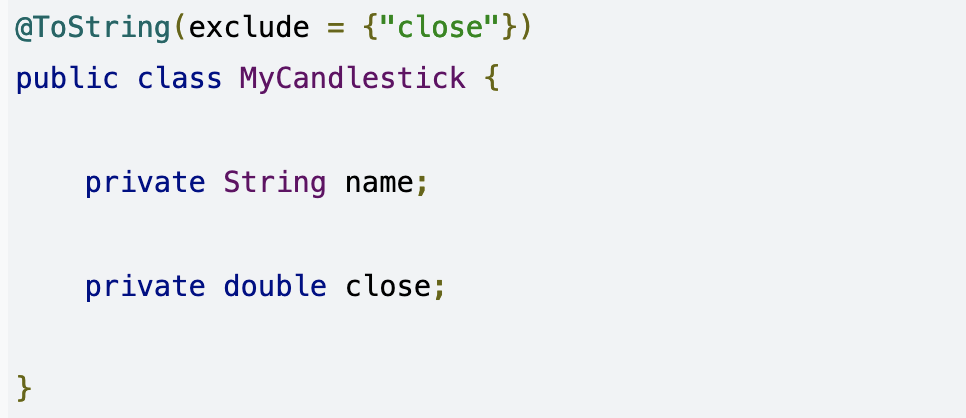 @ToString(exclude = {"close"})
public class MyCandlestick {
    private String name;
    private double close;
}